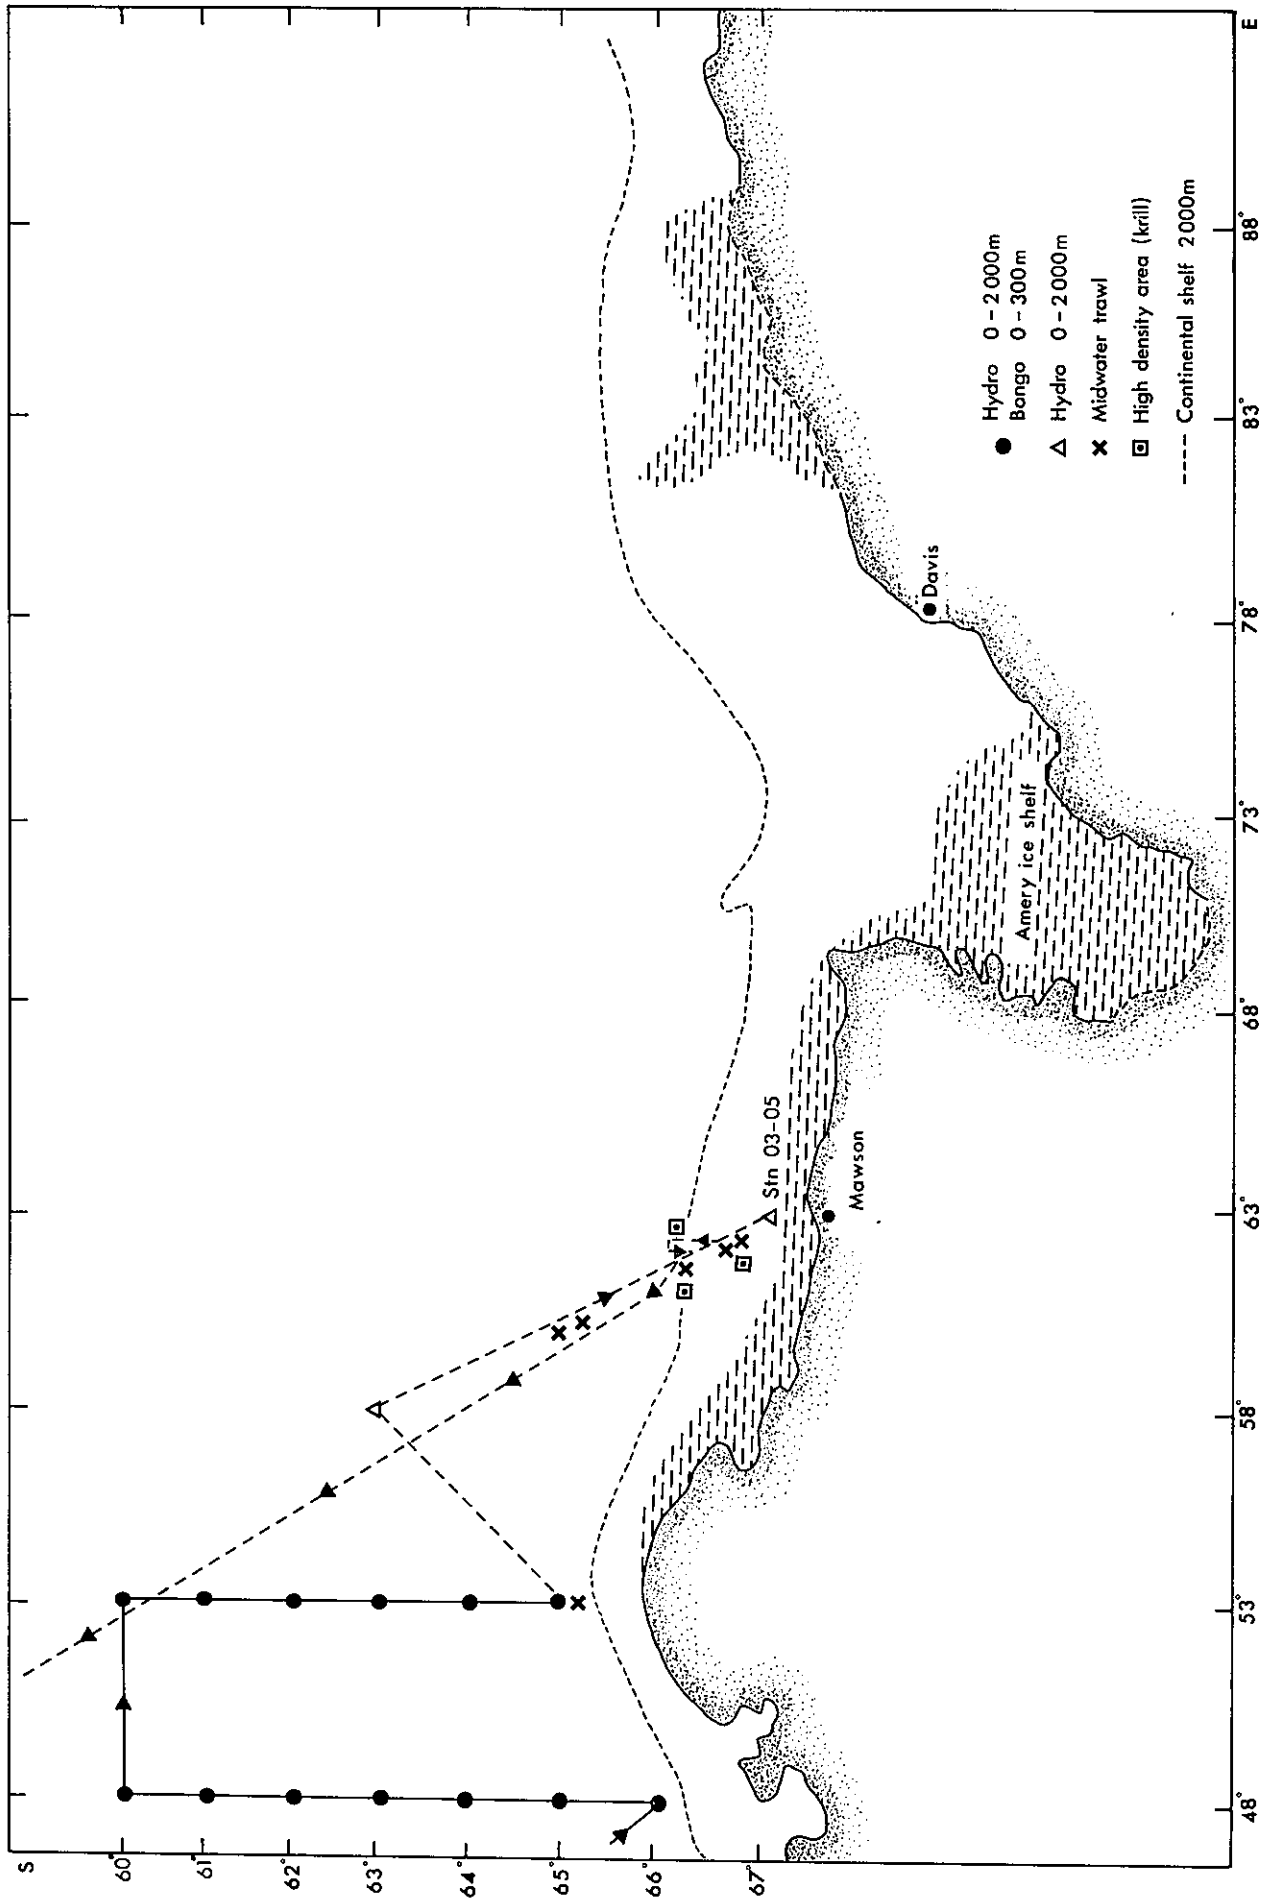 S
60°
61°
62°
63°
64°
65°
66°
67°
48°
53°
58°
63°
68°
73°
78°
83°
88°
E
Stn 03-05
Mawson
Amery ice shelf
Davis
Hydro 0-2000m
Bongo 0-300m
Hydro 0-2000m
Midwater trawl
High density area (krill)
Continental shelf 2000m